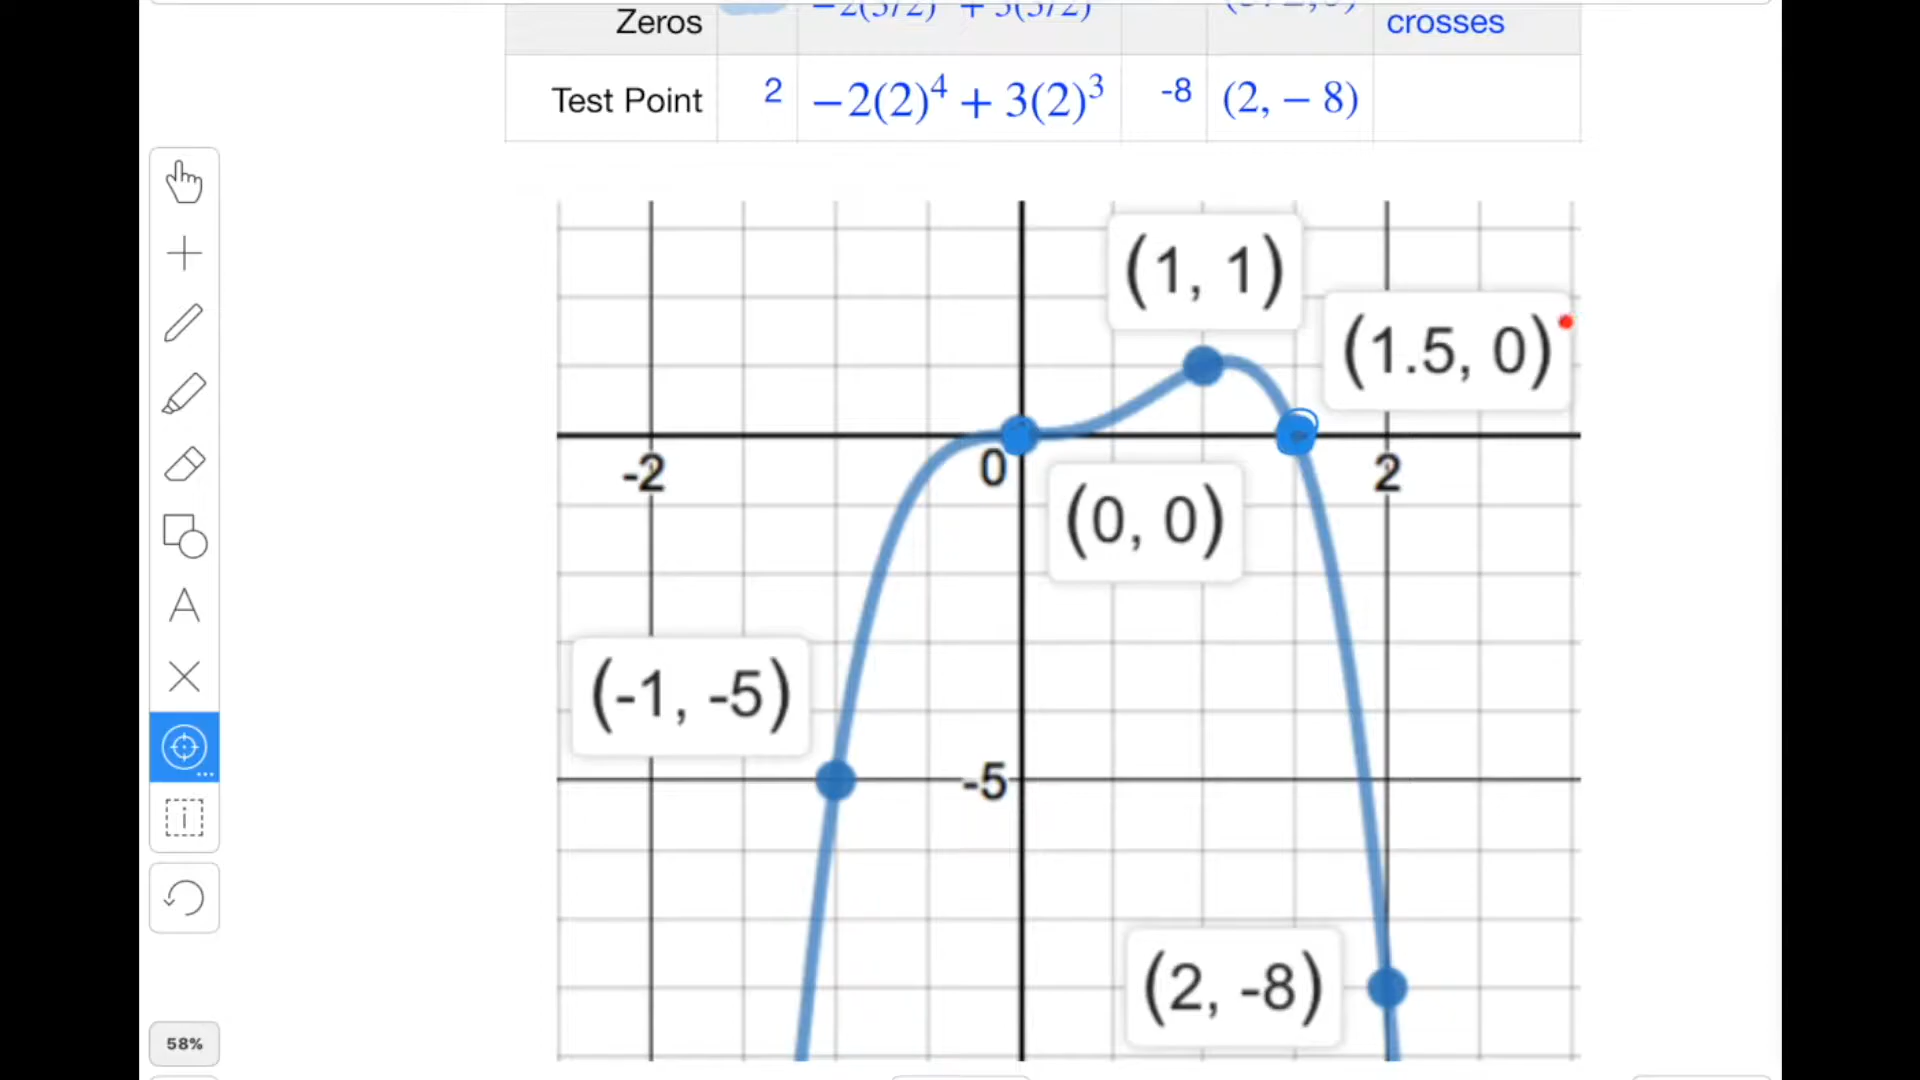 Zeros crosses
Test Point 2 −2(2)⁴ + 3(2)³ -8 (2, − 8)
(1, 1)
(1.5, 0)
-2 0 2
(0, 0)
(-1, -5)
-5
(2, -8)
A
i
58%